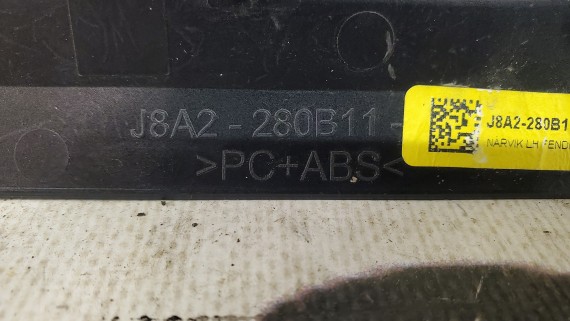 J8A2-280B11-
>PC+ABS<
J8A2-280B1
NARVIK LH FEND